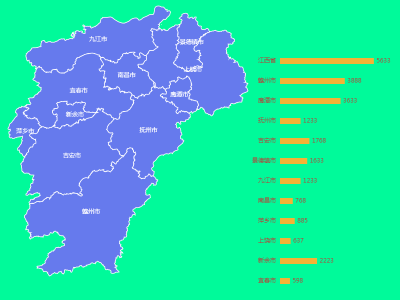 九江市
景德镇市
上饶市
南昌市
宜春市
鹰潭市
新余市
萍乡市
抚州市
吉安市
赣州市
江西省 5633
赣州市 3888
鹰潭市 3633
抚州市 1233
吉安市 1768
景德镇市 1633
九江市 1233
南昌市 768
萍乡市 885
上饶市 637
新余市 2223
宜春市 598